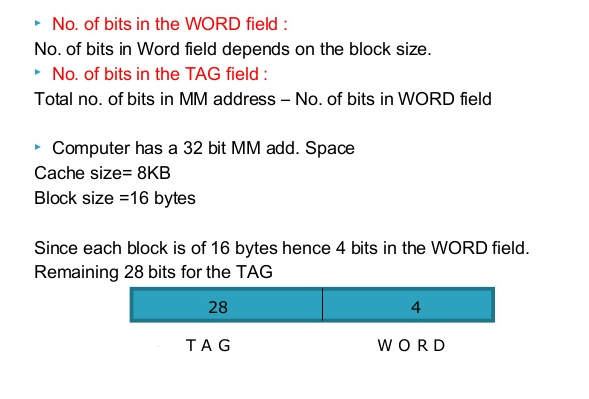 ▸ No. of bits in the WORD field :
No. of bits in Word field depends on the block size.
▸ No. of bits in the TAG field :
Total no. of bits in MM address – No. of bits in WORD field
▸ Computer has a 32 bit MM add. Space
Cache size= 8KB
Block size =16 bytes
Since each block is of 16 bytes hence 4 bits in the WORD field.
Remaining 28 bits for the TAG
28 4
TAG WORD